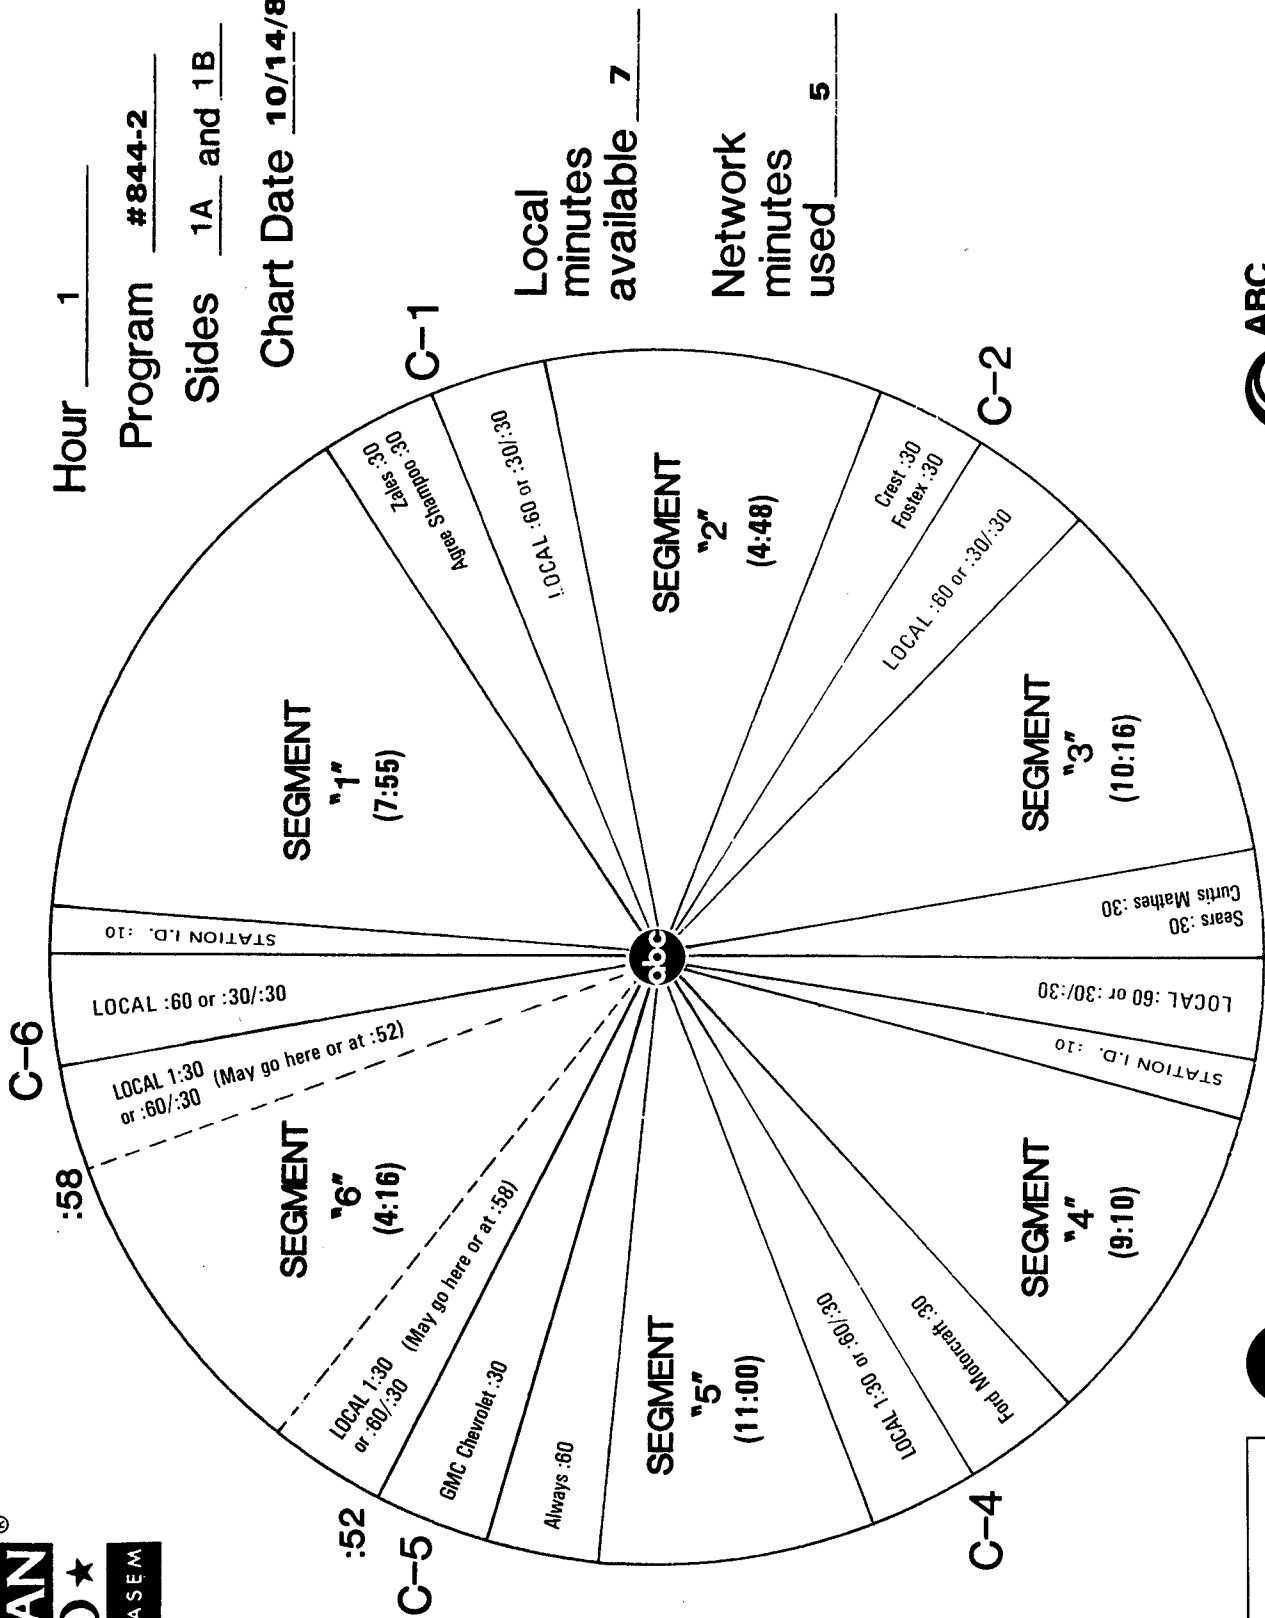 Hour 1
Program #844-2
Sides 1A and 1B
Chart Date 10/14/8
Local
minutes
available 7
Network
minutes
used 5
C-1
C-2
C-4
C-5
:52
:58
C-6
abc
SEGMENT
"1"
(7:55)
Zales :30
Agree Shampoo :30
LOCAL :60 or :30/:30
SEGMENT
"2"
(4:48)
Crest :30
Fostex :30
LOCAL :60 or :30/:30
SEGMENT
"3"
(10:16)
Sears :30
Curtis Mathes :30
LOCAL :60 or :30/:30
STATION I.D. :10
SEGMENT
"4"
(9:10)
Ford Motorcraft :30
LOCAL 1:30 or :60/:30
SEGMENT
"5"
(11:00)
Always :60
GMC Chevrolet :30
LOCAL 1:30
or :60/:30 (May go here or at :58)
SEGMENT
"6"
(4:16)
LOCAL 1:30
or :60/:30 (May go here or at :52)
LOCAL :60 or :30/:30
STATION I.D. :10
AN ®
ASEM
ABC